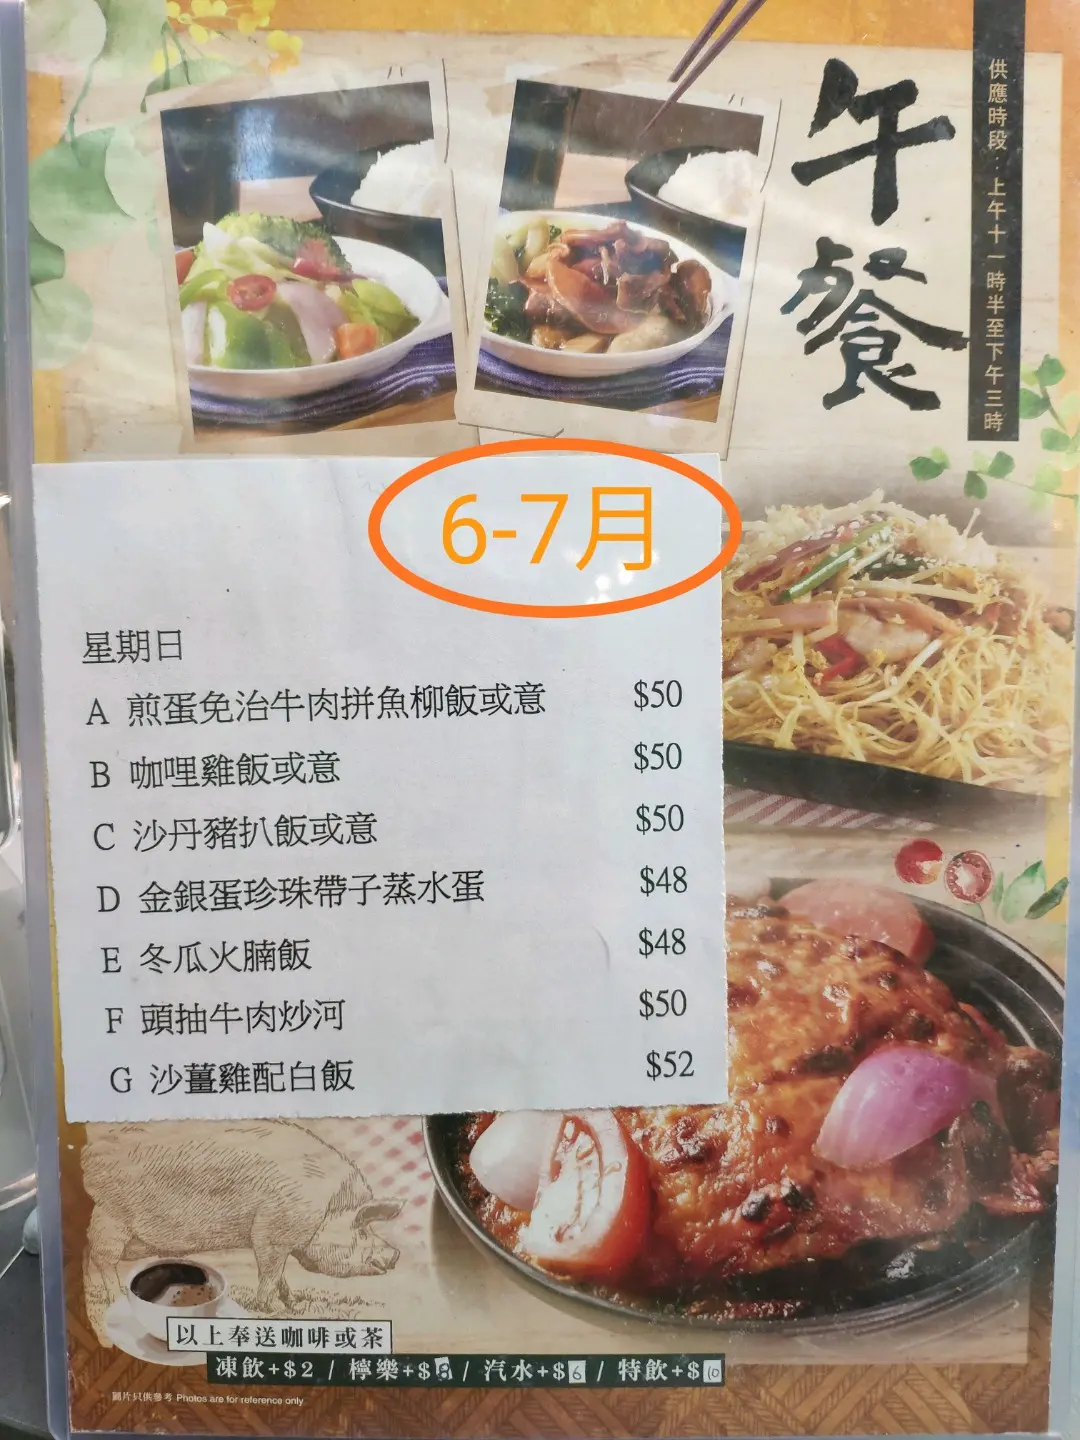 午餐
供應時段：上午十一時半至下午三時
6-7月
星期日
A 煎蛋免治牛肉拼魚柳飯或意 $50
B 咖哩雞飯或意 $50
C 沙丹豬扒飯或意 $50
D 金銀蛋珍珠帶子蒸水蛋 $48
E 冬瓜火腩飯 $48
F 頭抽牛肉炒河 $50
G 沙薑雞配白飯 $52
以上奉送咖啡或茶
凍飲+$2 / 檸樂+$8 / 汽水+$6 / 特飲+$10
圖片只供參考 Photos are for reference only